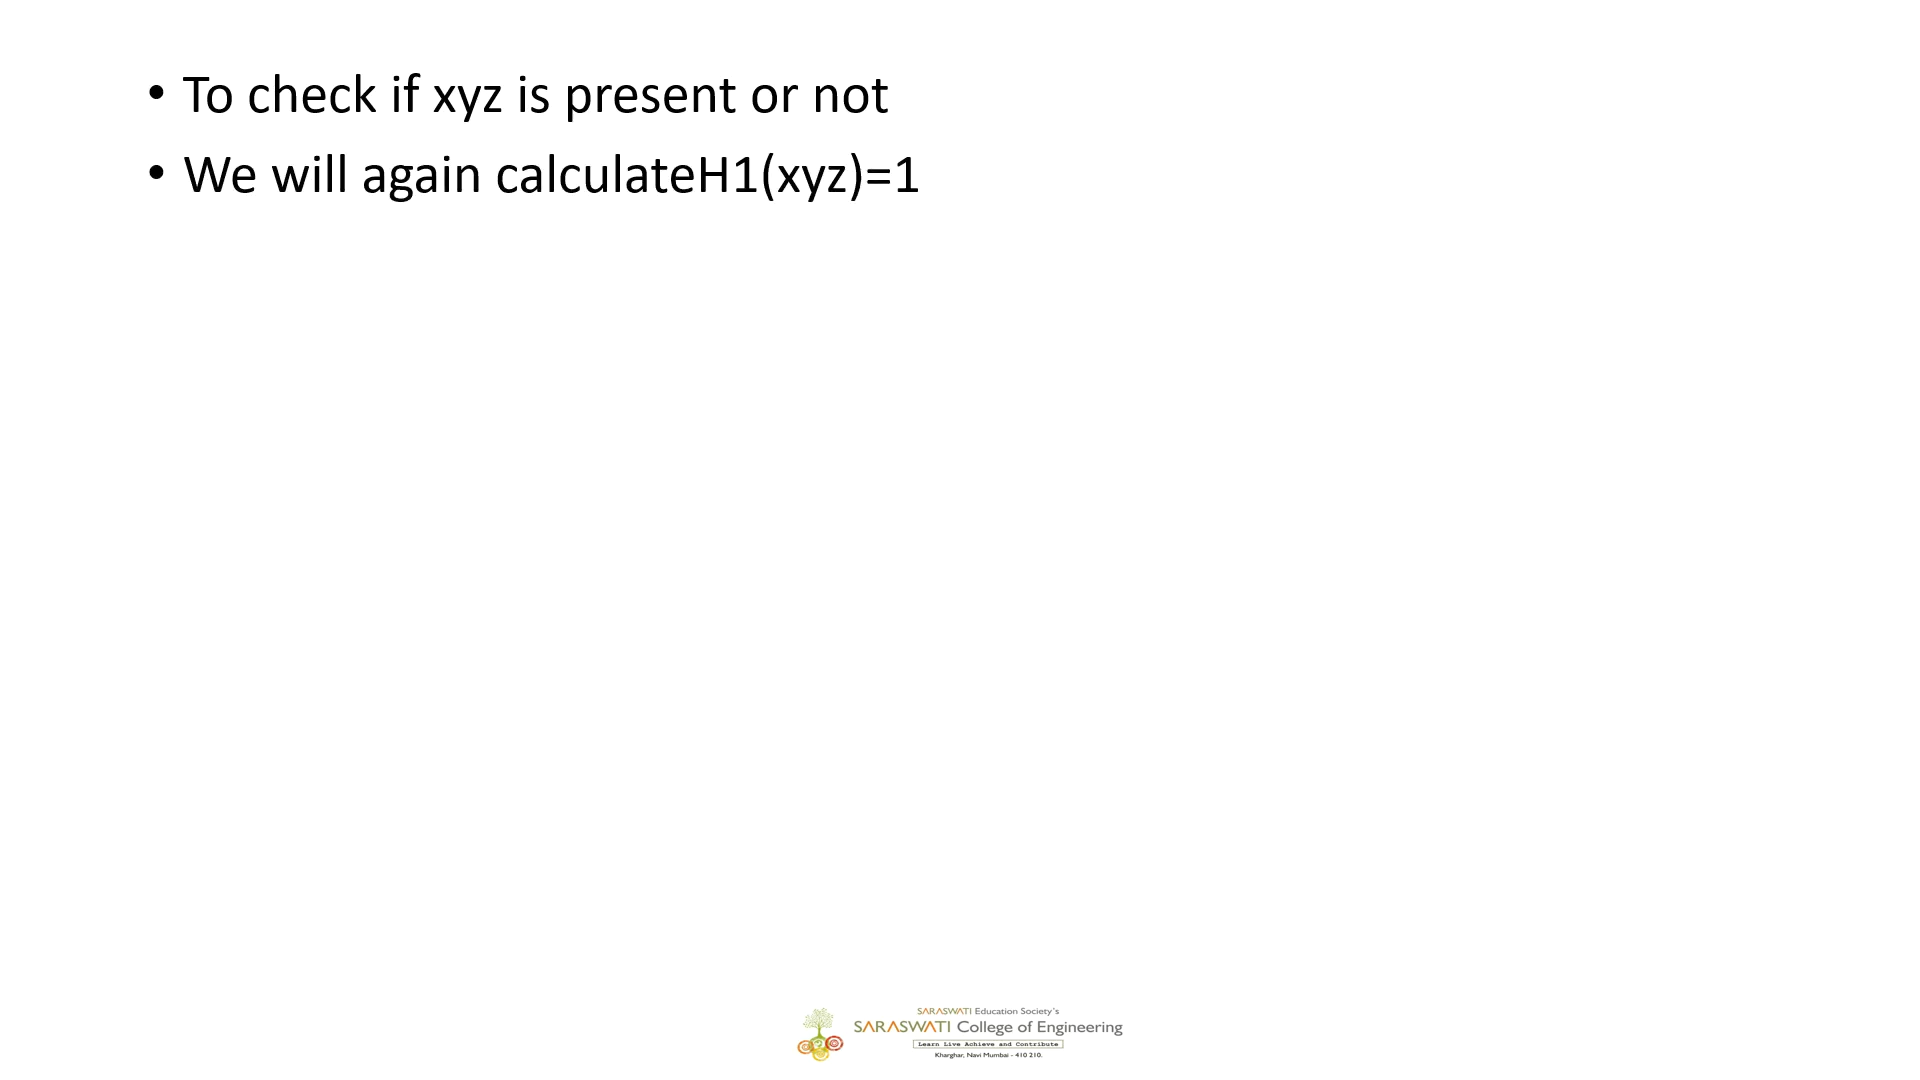 • To check if xyz is present or not
• We will again calculateH1(xyz)=1
SARASWATI Education Society's
SARASWATI College of Engineering
Learn Live Achieve and Contribute
Kharghar, Navi Mumbai - 410 210.